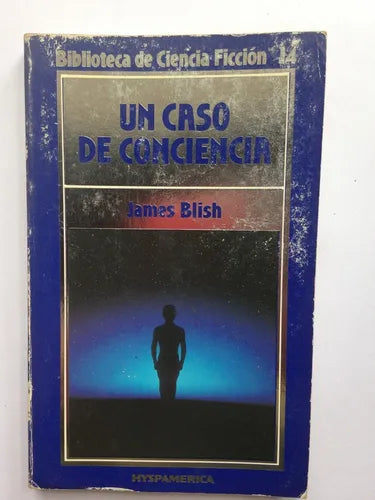 Biblioteca de Ciencia Ficción 14
UN CASO
DE CONCIENCIA
James Blish
HYSPAMERICA